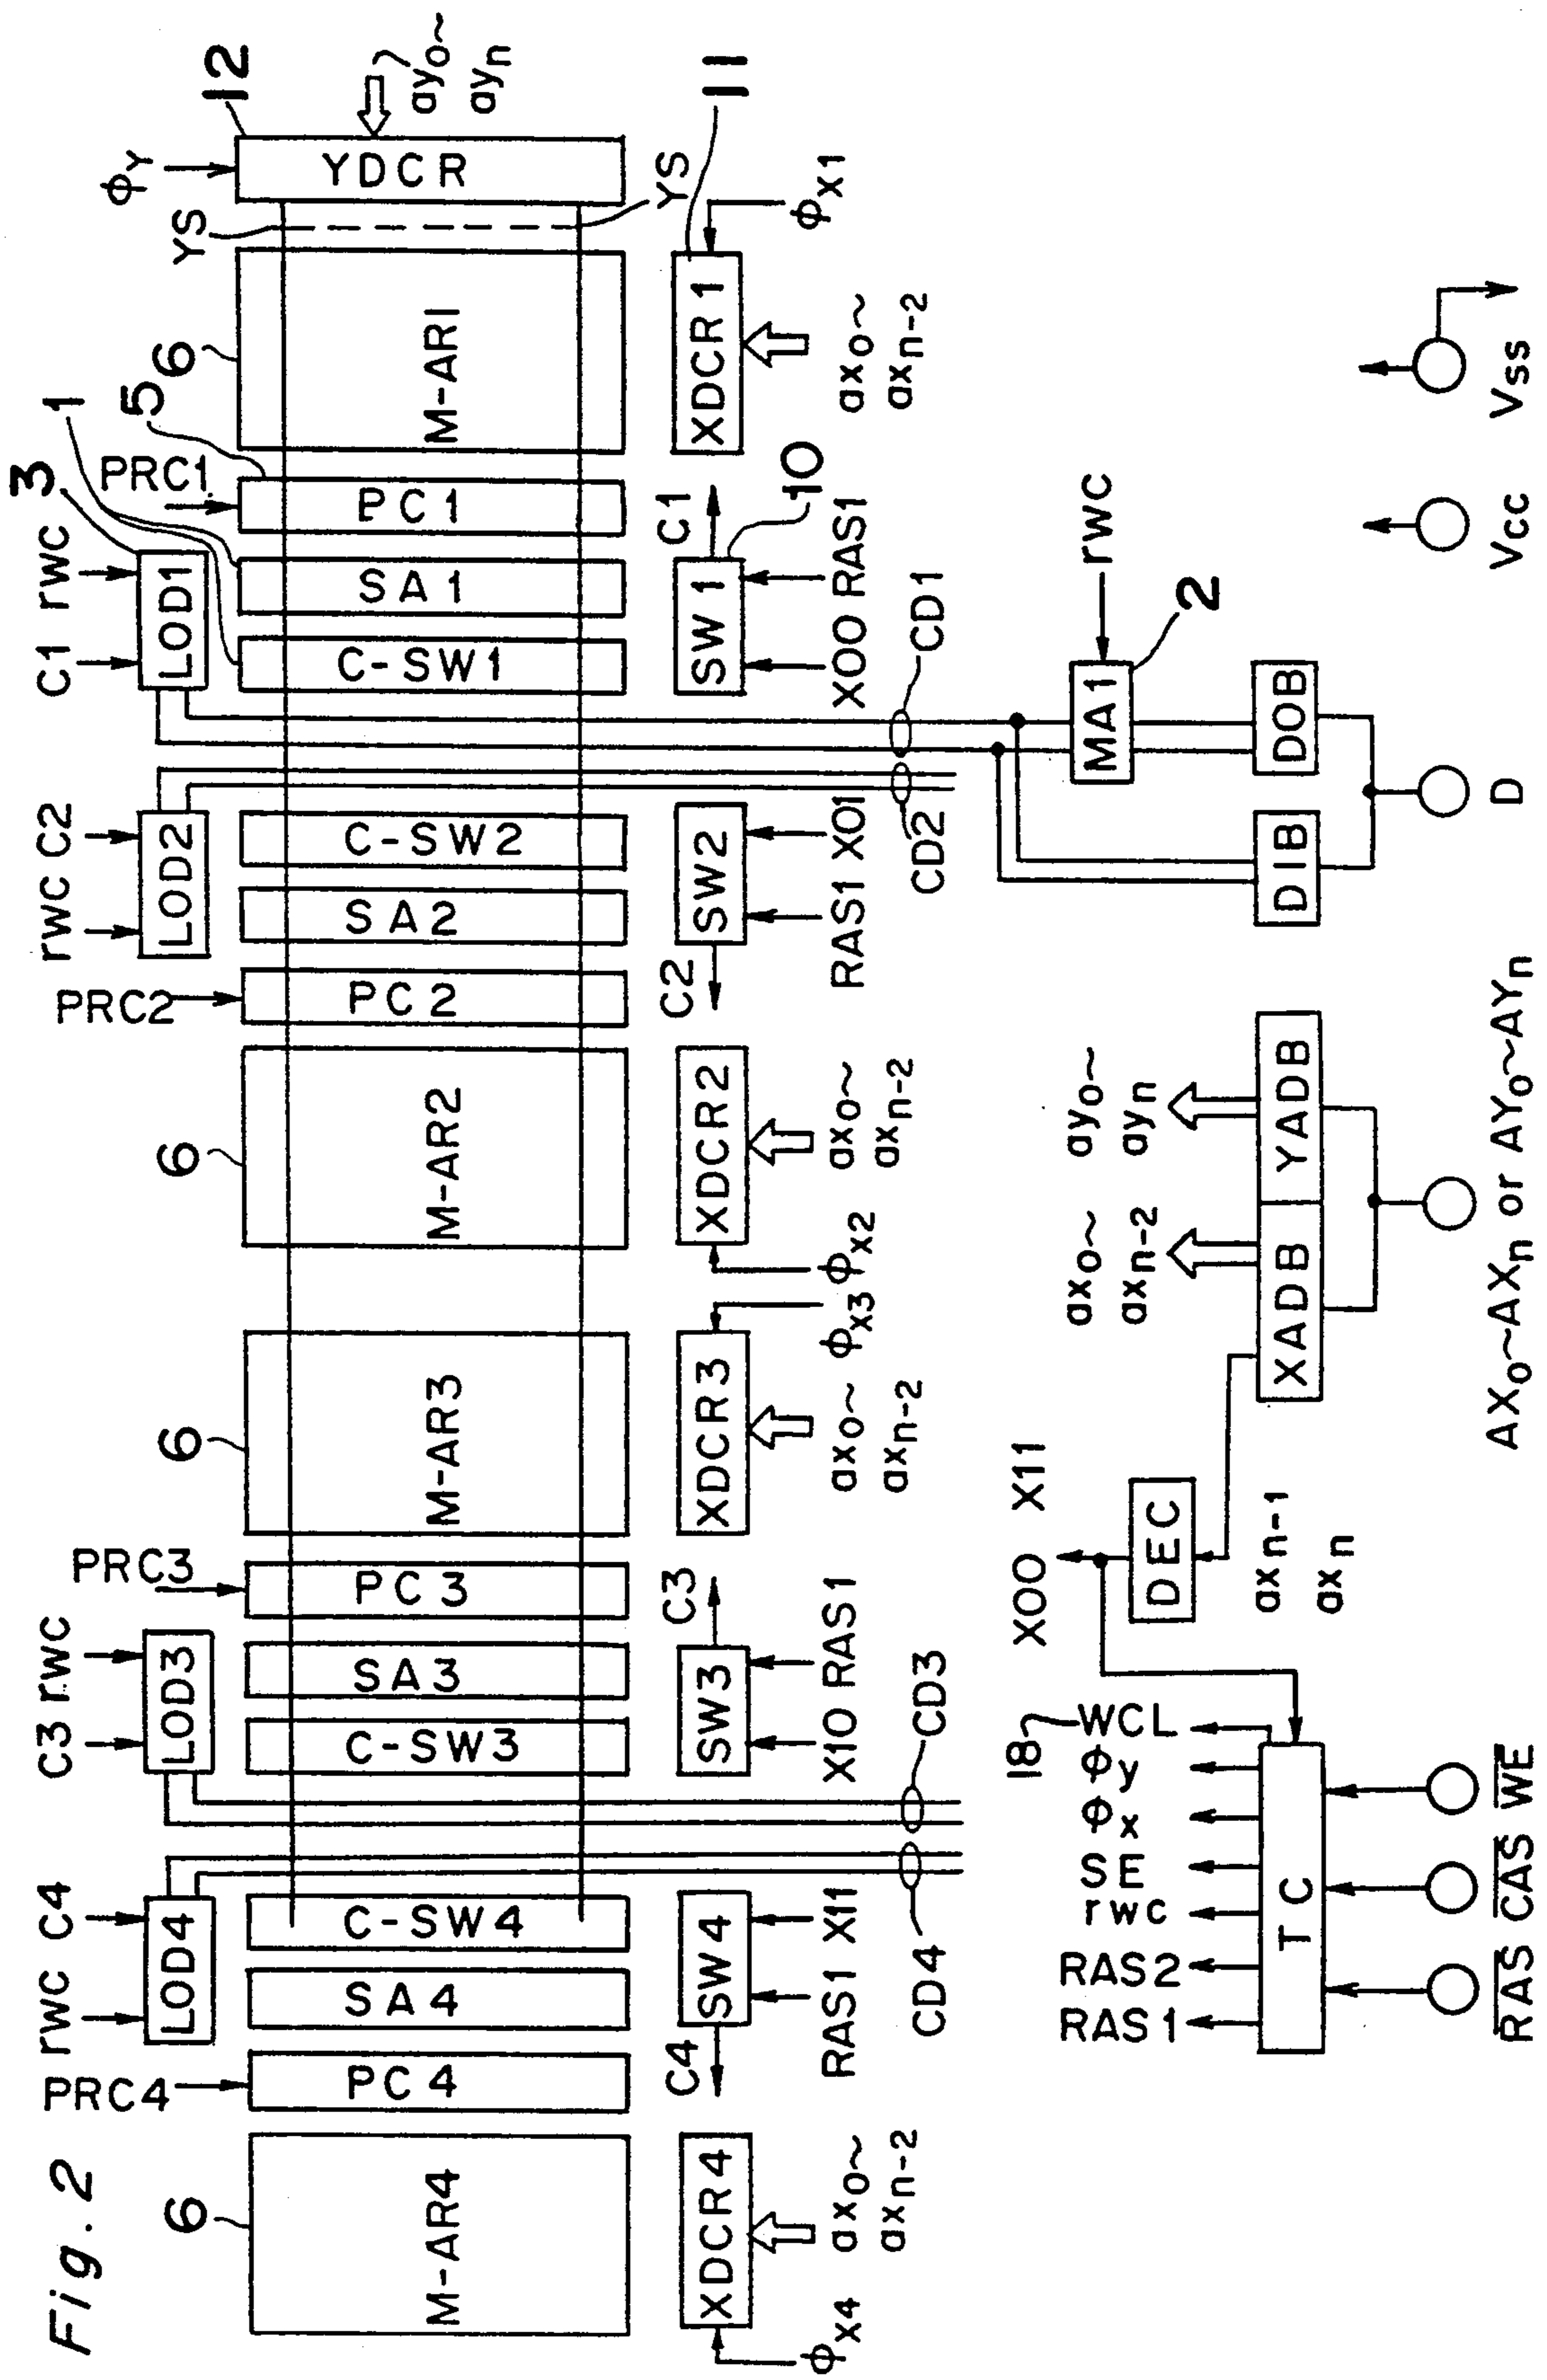 Fig. 2
rwc C4
C3 rwc
rwc C2
C1 rwc
3
1
LOD4
LOD3
LOD2
LOD1
PRC4
PRC3
PRC2
PRC1
5
ϕY
12
6
6
6
6
YS
M-AR4
PC4
SA4
C-SW4
C-SW3
SA3
PC3
M-AR3
M-AR2
PC2
SA2
C-SW2
C-SW1
SA1
PC1
M-AR1
YDCR
ay0~
ayn
YS
C4
C3
C2
C1
10
11
XDCR4
SW4
SW3
XDCR3
XDCR2
SW2
SW1
XDCR1
ϕX4
ax0~
axn-2
RAS1 X11
X10 RAS1
ax0~
axn-2
ϕX3
ϕX2
ax0~
axn-2
RAS1 X01
X00 RAS1
ax0~
axn-2
ϕX1
CD4
CD3
CD2
CD1
RAS1
RAS2
rwc
SE
ϕx
ϕy
18
WCL
X00 X11
ax0~
axn-2
ay0~
ayn
MA1
rwc
2
TC
DEC
axn-1
axn
XADB
YADB
DIB
DOB
RAS CAS WE
AX0~AXn or AY0~AYn
D
Vcc
Vss